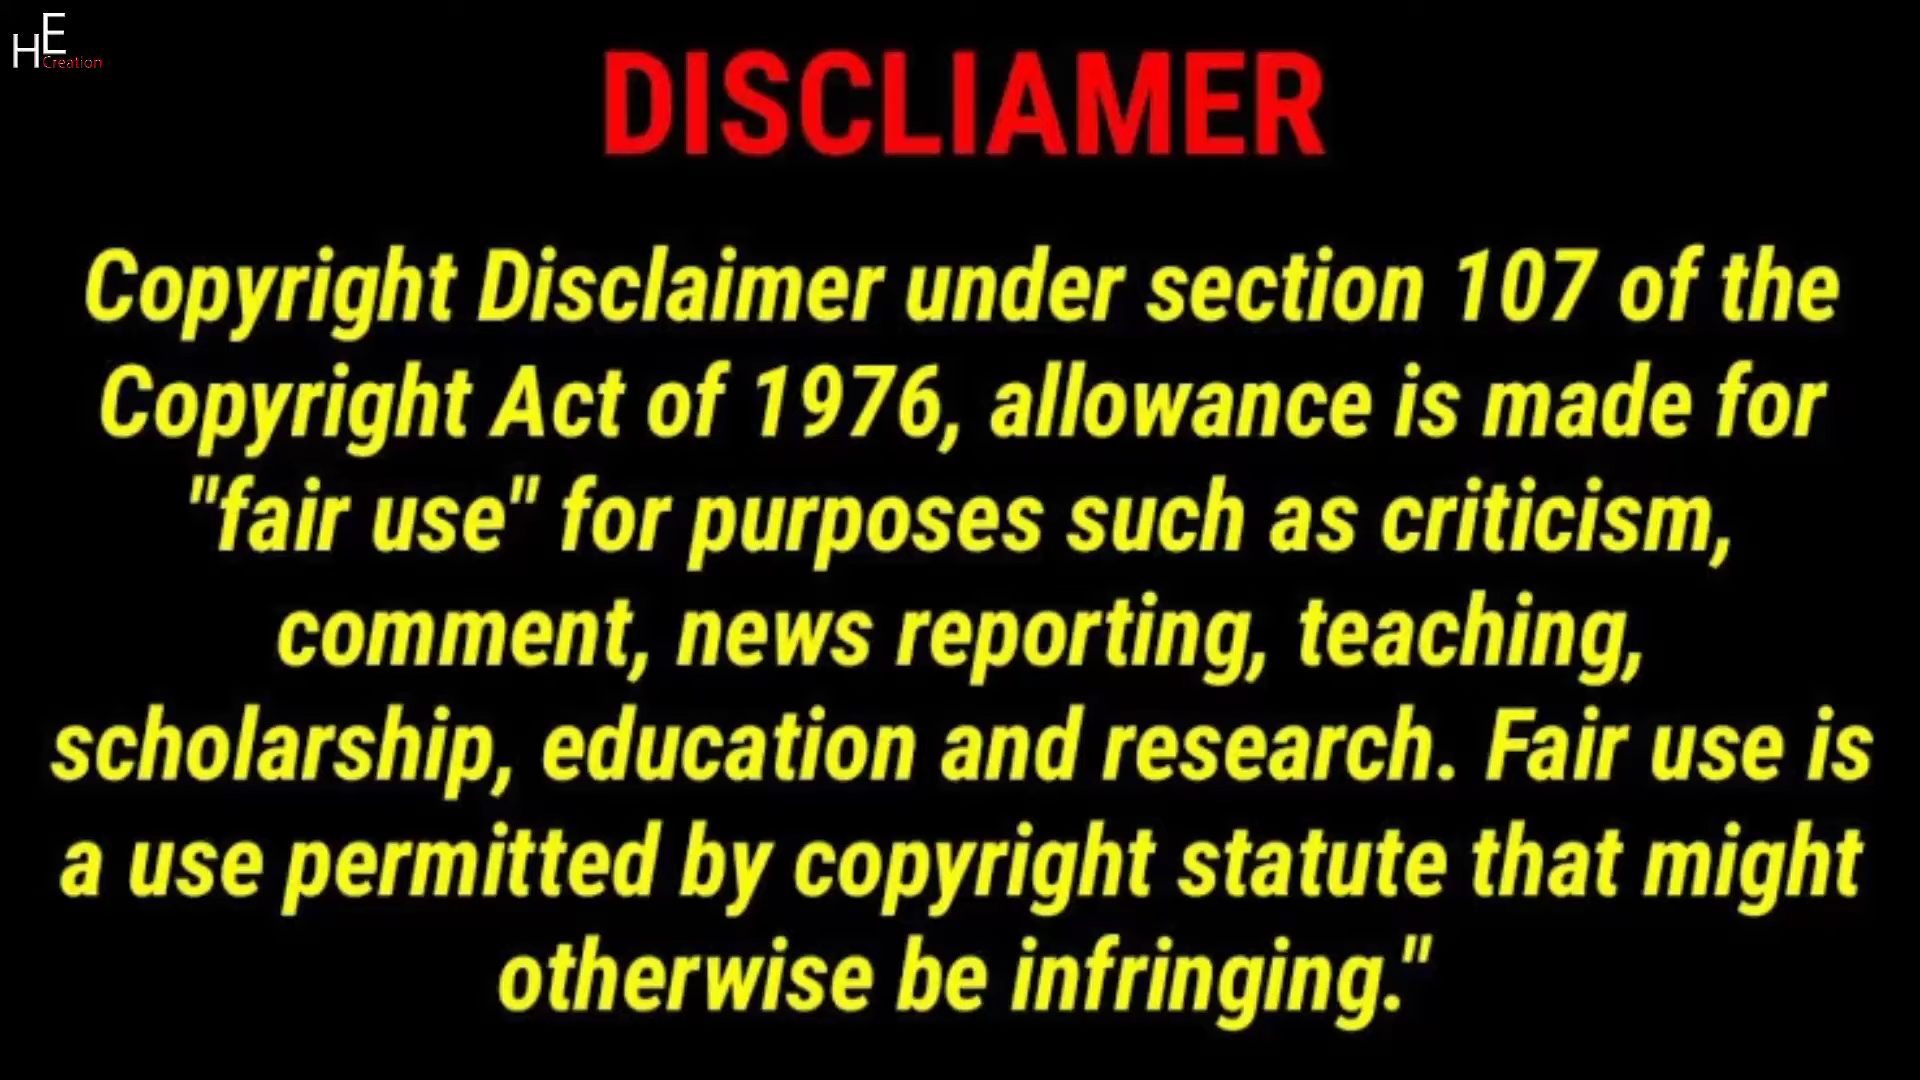 HE
Creation
DISCLIAMER
Copyright Disclaimer under section 107 of the
Copyright Act of 1976, allowance is made for
"fair use" for purposes such as criticism,
comment, news reporting, teaching,
scholarship, education and research. Fair use is
a use permitted by copyright statute that might
otherwise be infringing."